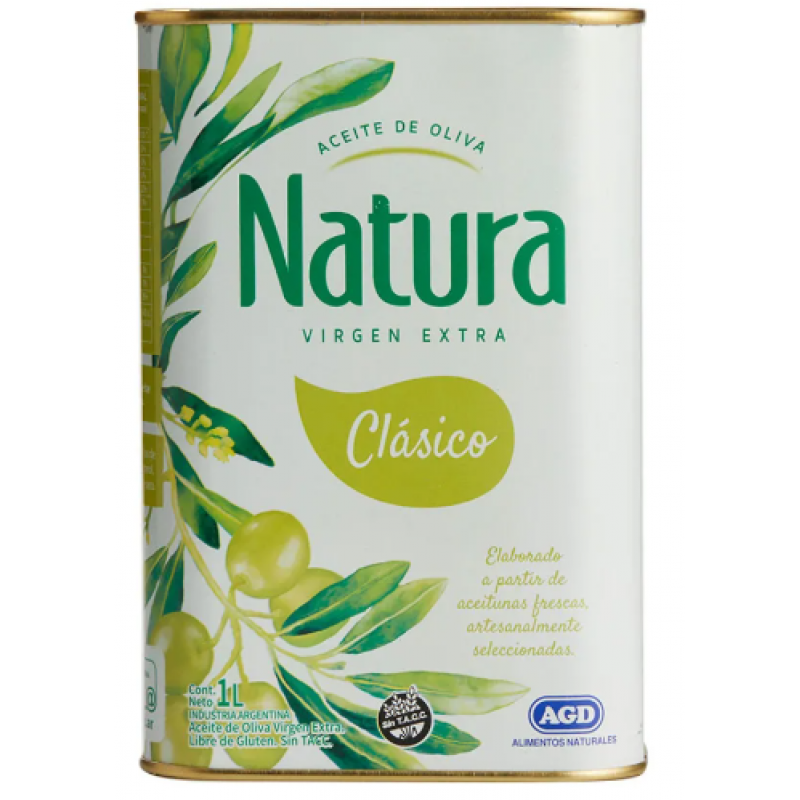 ACEITE DE OLIVA
Natura
VIRGEN EXTRA
Clásico
Elaborado
a partir de
aceitunas frescas,
artesanalmente
seleccionadas.
Cont.
Neto 1L
INDUSTRIA ARGENTINA
Aceite de Oliva Virgen Extra.
Libre de Gluten. Sin TACC.
Sin T.A.C.C.
AGD
ALIMENTOS NATURALES